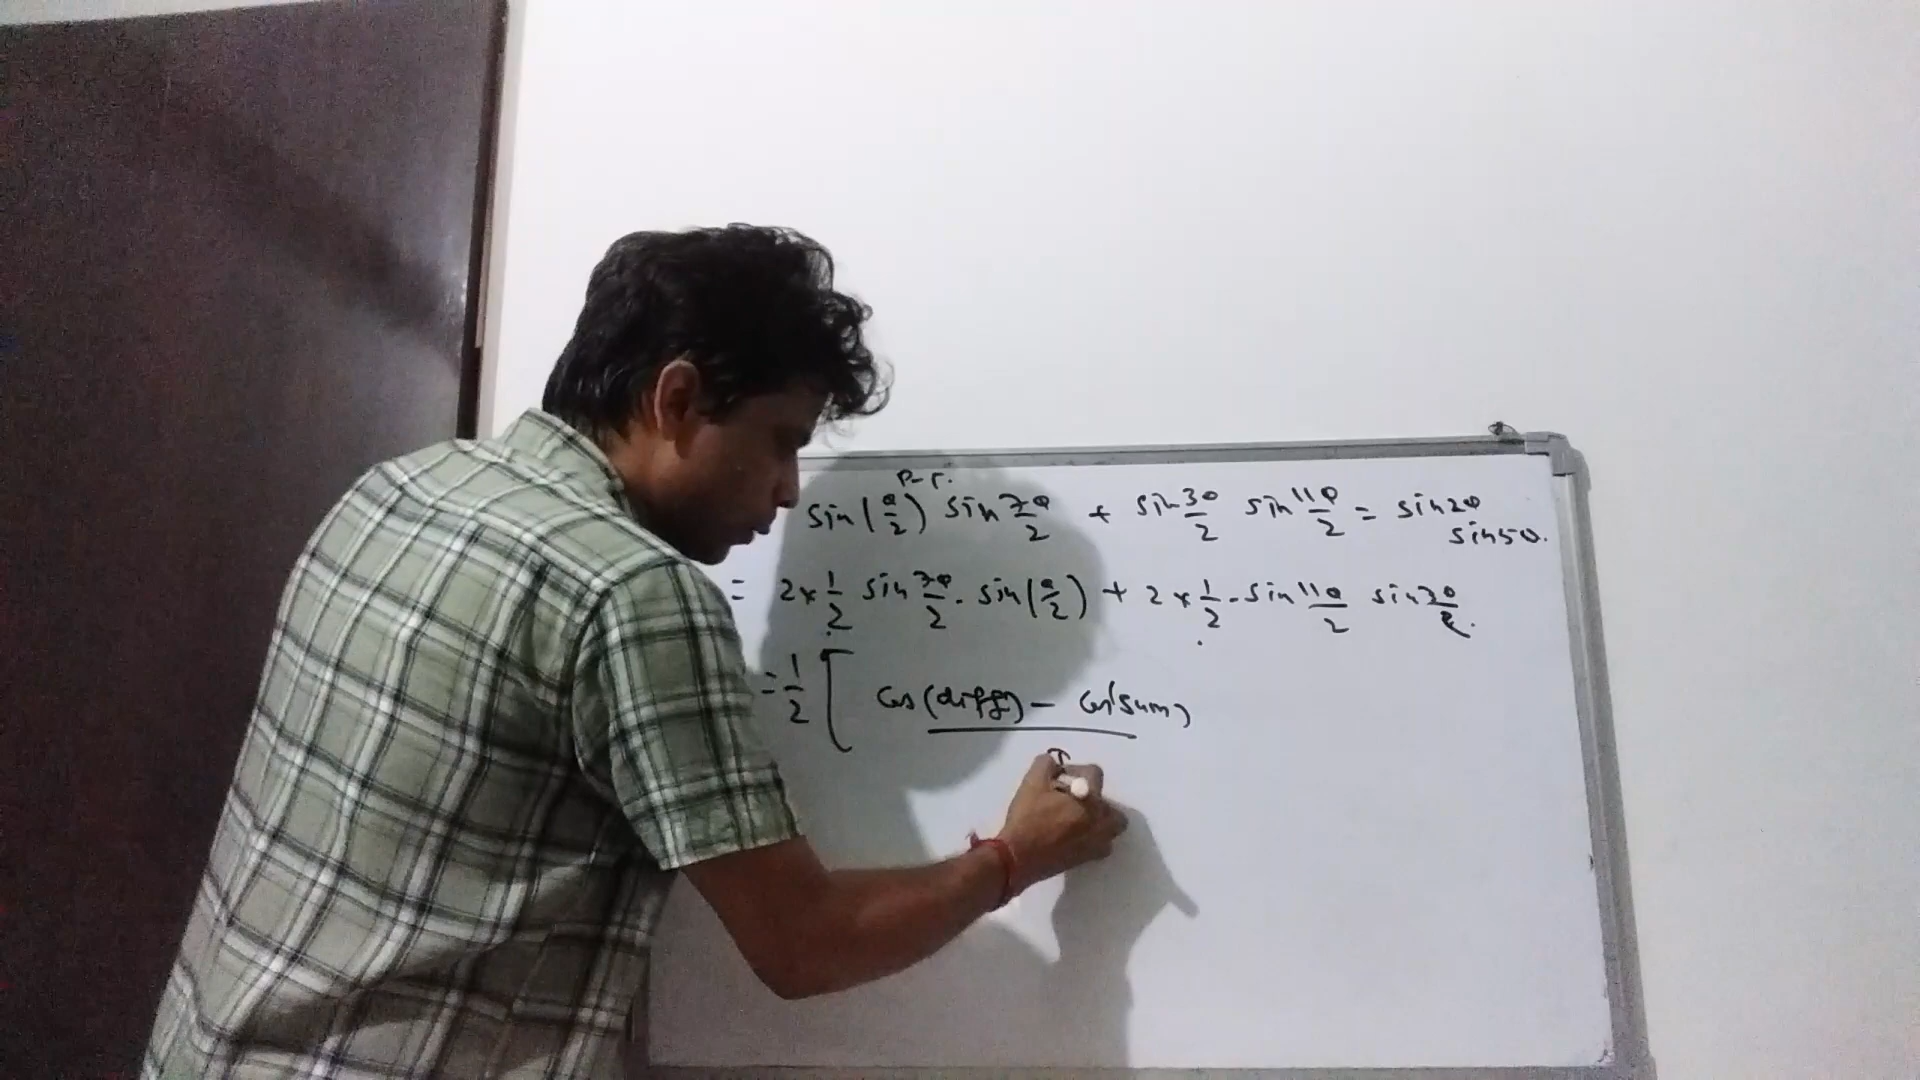 P.T.
sin(θ/2) sin 7θ/2 + sin 3θ/2 sin 11θ/2 = sin2θ
sin5θ.
= 2×1/2 sin 7θ/2 . sin(θ/2) + 2×1/2 . sin 11θ/2 sin 3θ/2.
= 1/2 [ cos(diff) − cos(sum)